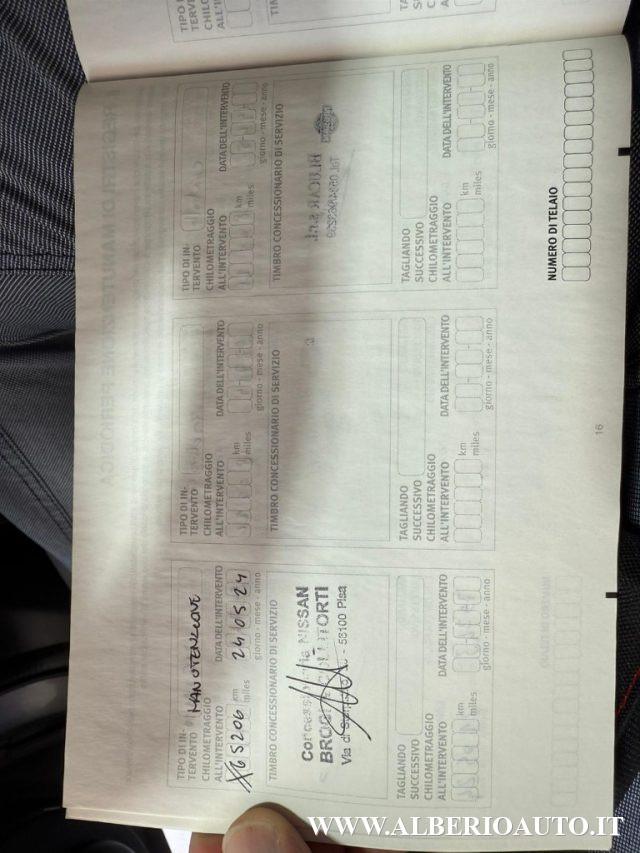 TIPO DI IN-
TERVENTO MANUTENZIONE
CHILOMETRAGGIO
ALL'INTERVENTO
65206 km
miles
DATA DELL'INTERVENTO
24/05/24
giorno - mese - anno
TIMBRO CONCESSIONARIO DI SERVIZIO
Concessionaria NISSAN
- 56100 Pisa
TAGLIANDO
SUCCESSIVO
CHILOMETRAGGIO
ALL'INTERVENTO
km
miles
DATA DELL'INTERVENTO
giorno - mese - anno
TIPO DI IN-
TERVENTO
CHILOMETRAGGIO
ALL'INTERVENTO
km
miles
DATA DELL'INTERVENTO
giorno - mese - anno
TIMBRO CONCESSIONARIO DI SERVIZIO
TAGLIANDO
SUCCESSIVO
CHILOMETRAGGIO
ALL'INTERVENTO
km
miles
DATA DELL'INTERVENTO
giorno - mese - anno
TIPO DI IN-
TERVENTO
CHILOMETRAGGIO
ALL'INTERVENTO
km
miles
DATA DELL'INTERVENTO
giorno - mese - anno
TIMBRO CONCESSIONARIO DI SERVIZIO
TAGLIANDO
SUCCESSIVO
CHILOMETRAGGIO
ALL'INTERVENTO
km
miles
DATA DELL'INTERVENTO
giorno - mese - anno
NUMERO DI TELAIO
16
WWW.ALBERIOAUTO.IT